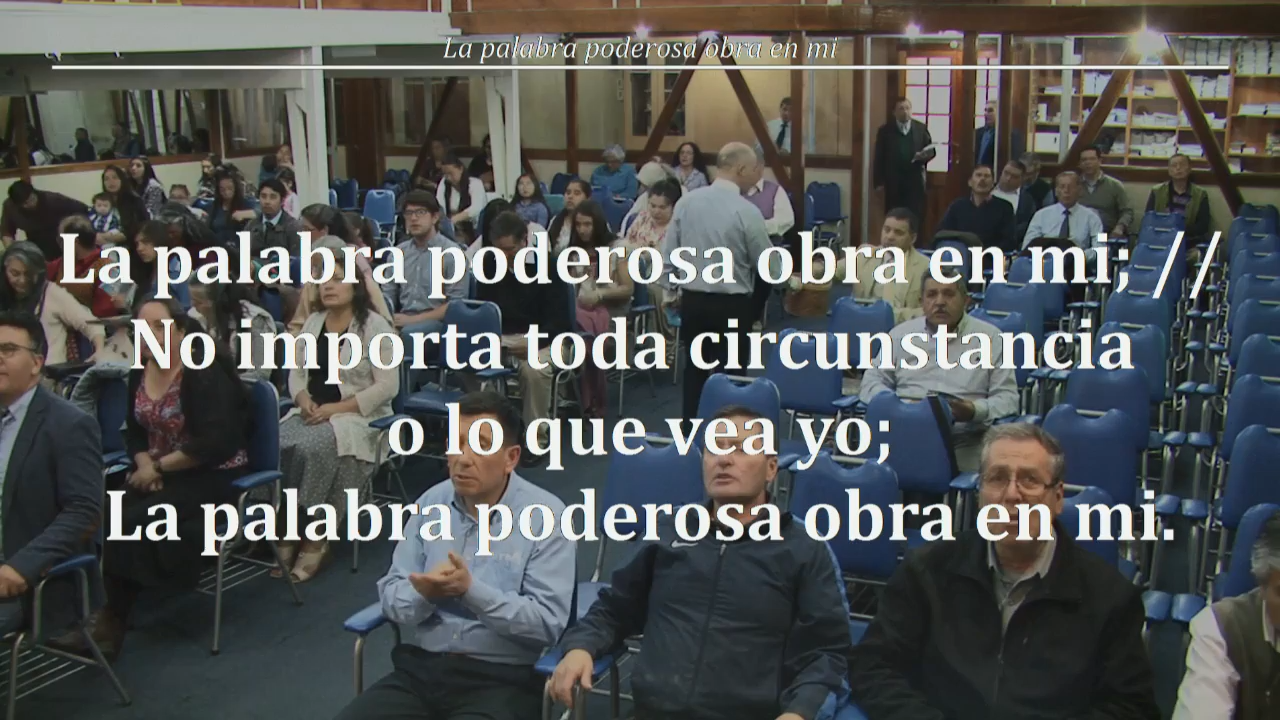 La palabra poderosa obra en mi
La palabra poderosa obra en mi; //
No importa toda circunstancia
o lo que vea yo;
La palabra poderosa obra en mi.